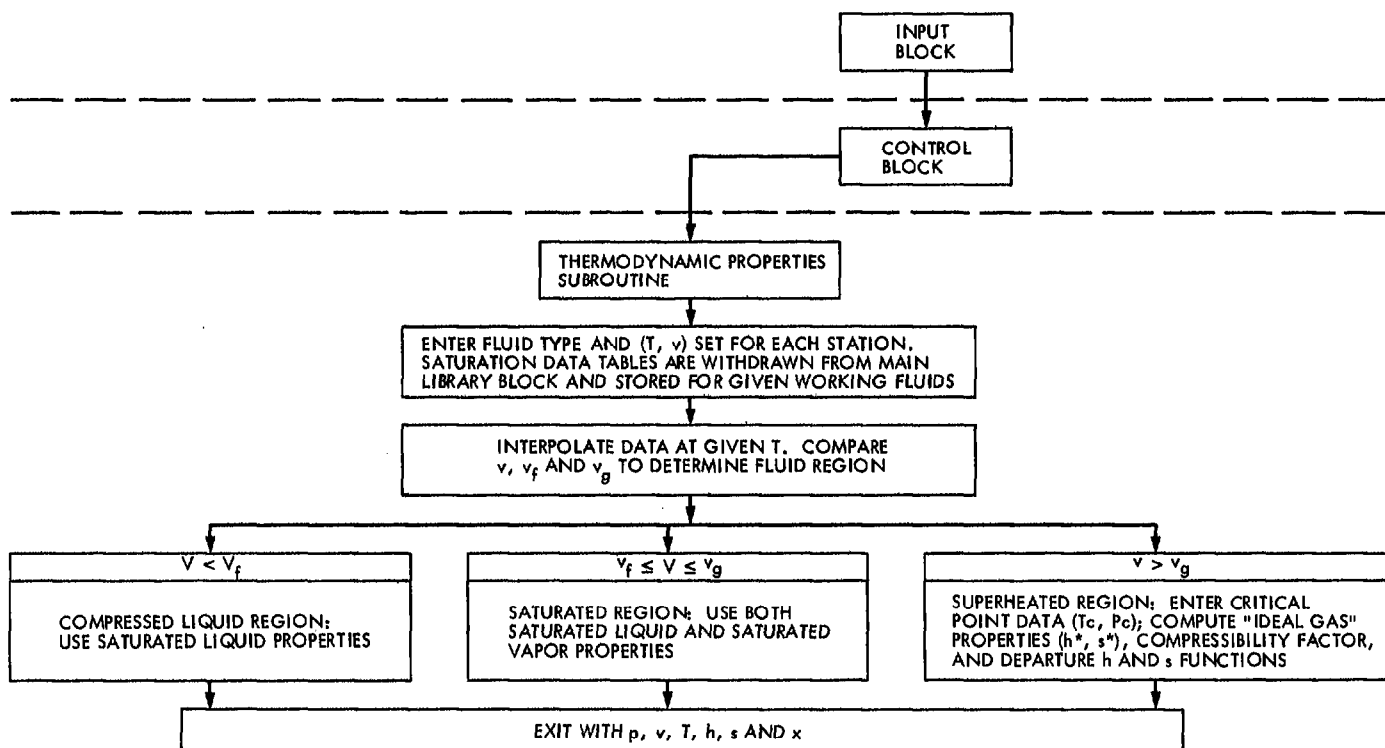 INPUT
BLOCK
CONTROL
BLOCK
THERMODYNAMIC PROPERTIES
SUBROUTINE
ENTER FLUID TYPE AND (T, v) SET FOR EACH STATION.
SATURATION DATA TABLES ARE WITHDRAWN FROM MAIN
LIBRARY BLOCK AND STORED FOR GIVEN WORKING FLUIDS
INTERPOLATE DATA AT GIVEN T. COMPARE
v, v_f AND v_g TO DETERMINE FLUID REGION
V < V_f
COMPRESSED LIQUID REGION:
USE SATURATED LIQUID PROPERTIES
v_f ≤ V ≤ v_g
SATURATED REGION: USE BOTH
SATURATED LIQUID AND SATURATED
VAPOR PROPERTIES
v > v_g
SUPERHEATED REGION: ENTER CRITICAL
POINT DATA (Tc, Pc); COMPUTE "IDEAL GAS"
PROPERTIES (h*, s*), COMPRESSIBILITY FACTOR,
AND DEPARTURE h AND s FUNCTIONS
EXIT WITH p, v, T, h, s AND x